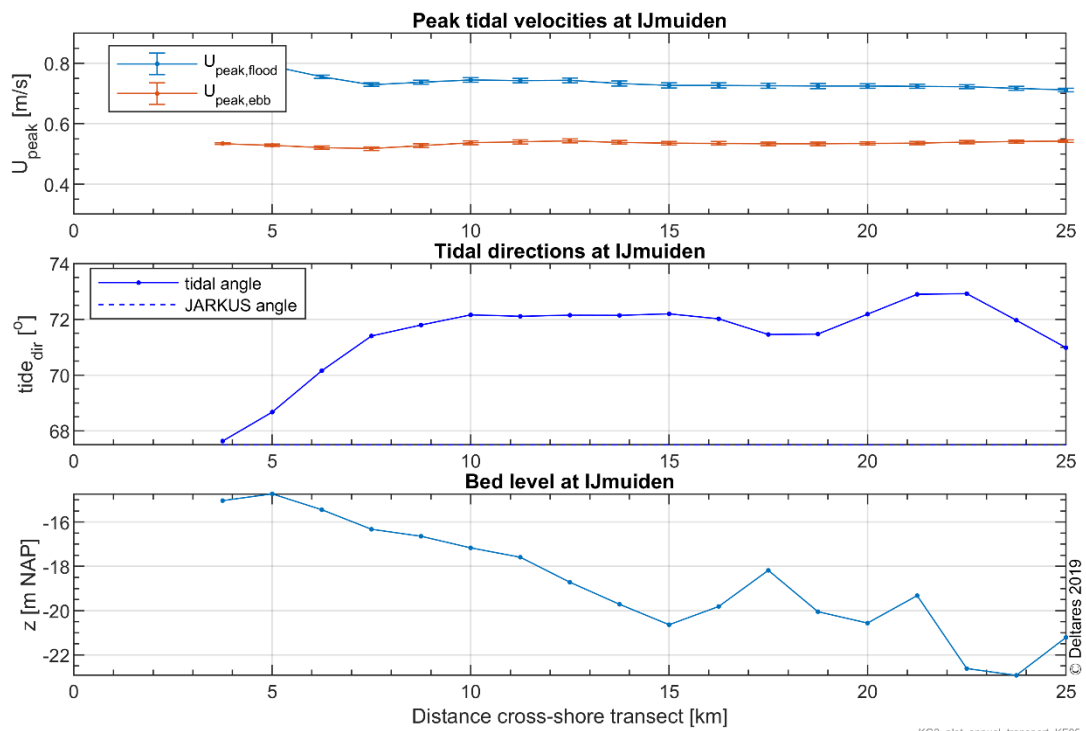 Peak tidal velocities at IJmuiden
U_peak [m/s]
0.8
0.6
0.4
U_peak,flood
U_peak,ebb
0 5 10 15 20 25
Tidal directions at IJmuiden
tide_dir [°]
74
72
70
68
tidal angle
JARKUS angle
0 5 10 15 20 25
Bed level at IJmuiden
z [m NAP]
-16
-18
-20
-22
0 5 10 15 20 25
Distance cross-shore transect [km]
© Deltares 2019